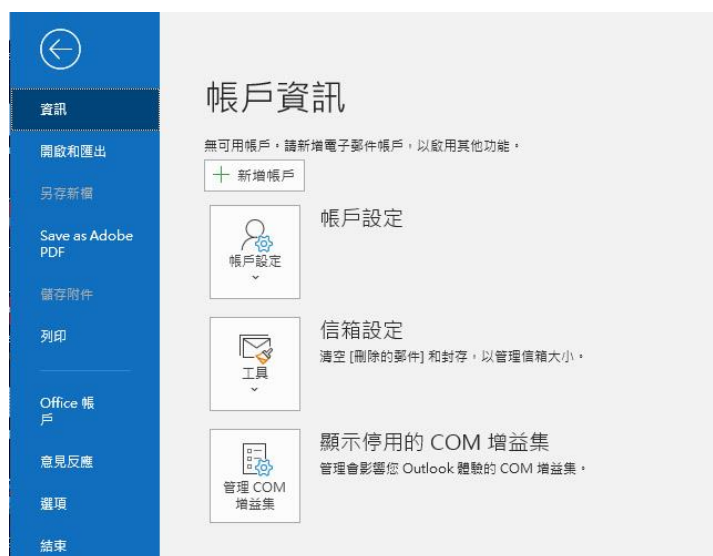 資訊
開啟和匯出
另存新檔
Save as Adobe
PDF
儲存附件
列印
Office 帳
戶
意見反應
選項
結束
帳戶資訊
無可用帳戶。請新增電子郵件帳戶，以啟用其他功能。
新增帳戶
帳戶設定
帳戶設定
信箱設定
清空 [刪除的郵件] 和封存，以管理信箱大小。
工具
顯示停用的 COM 增益集
管理會影響您 Outlook 體驗的 COM 增益集。
管理 COM
增益集